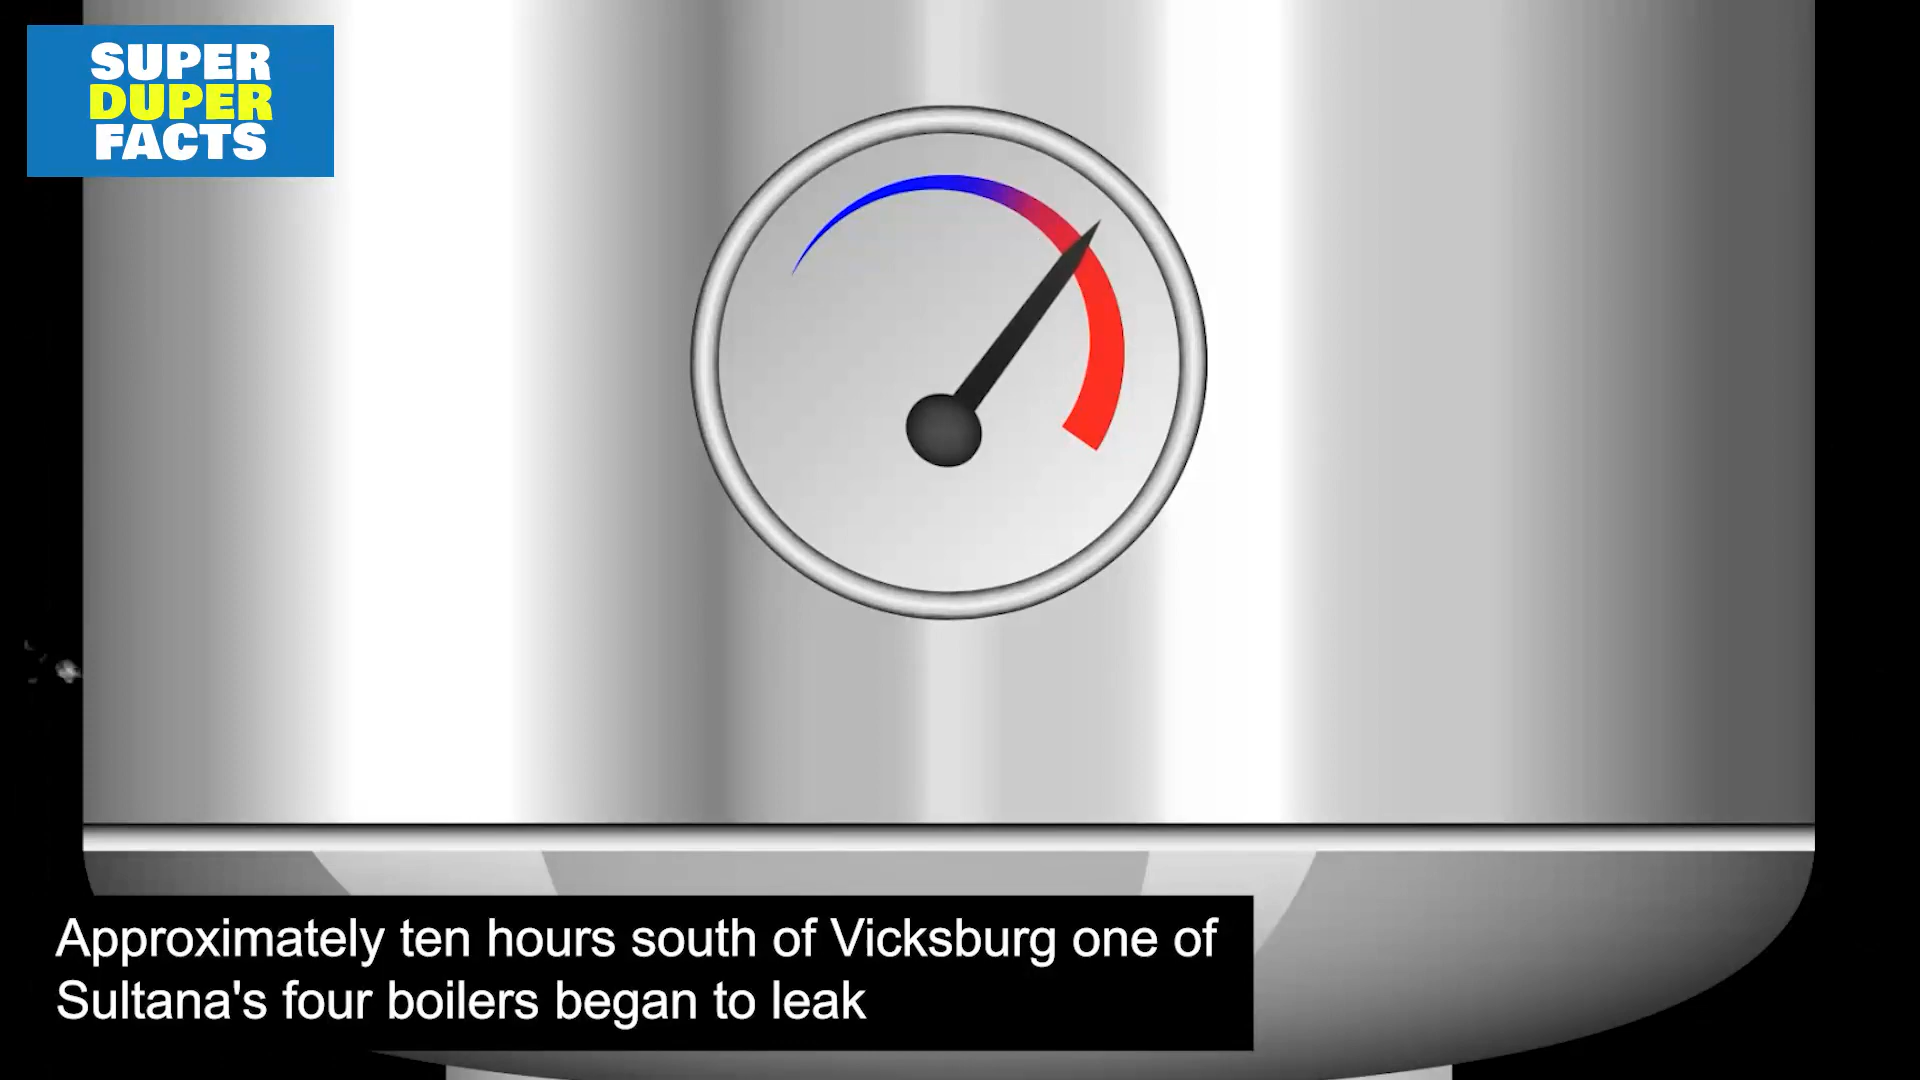 SUPER
DUPER
FACTS
Approximately ten hours south of Vicksburg one of
Sultana's four boilers began to leak